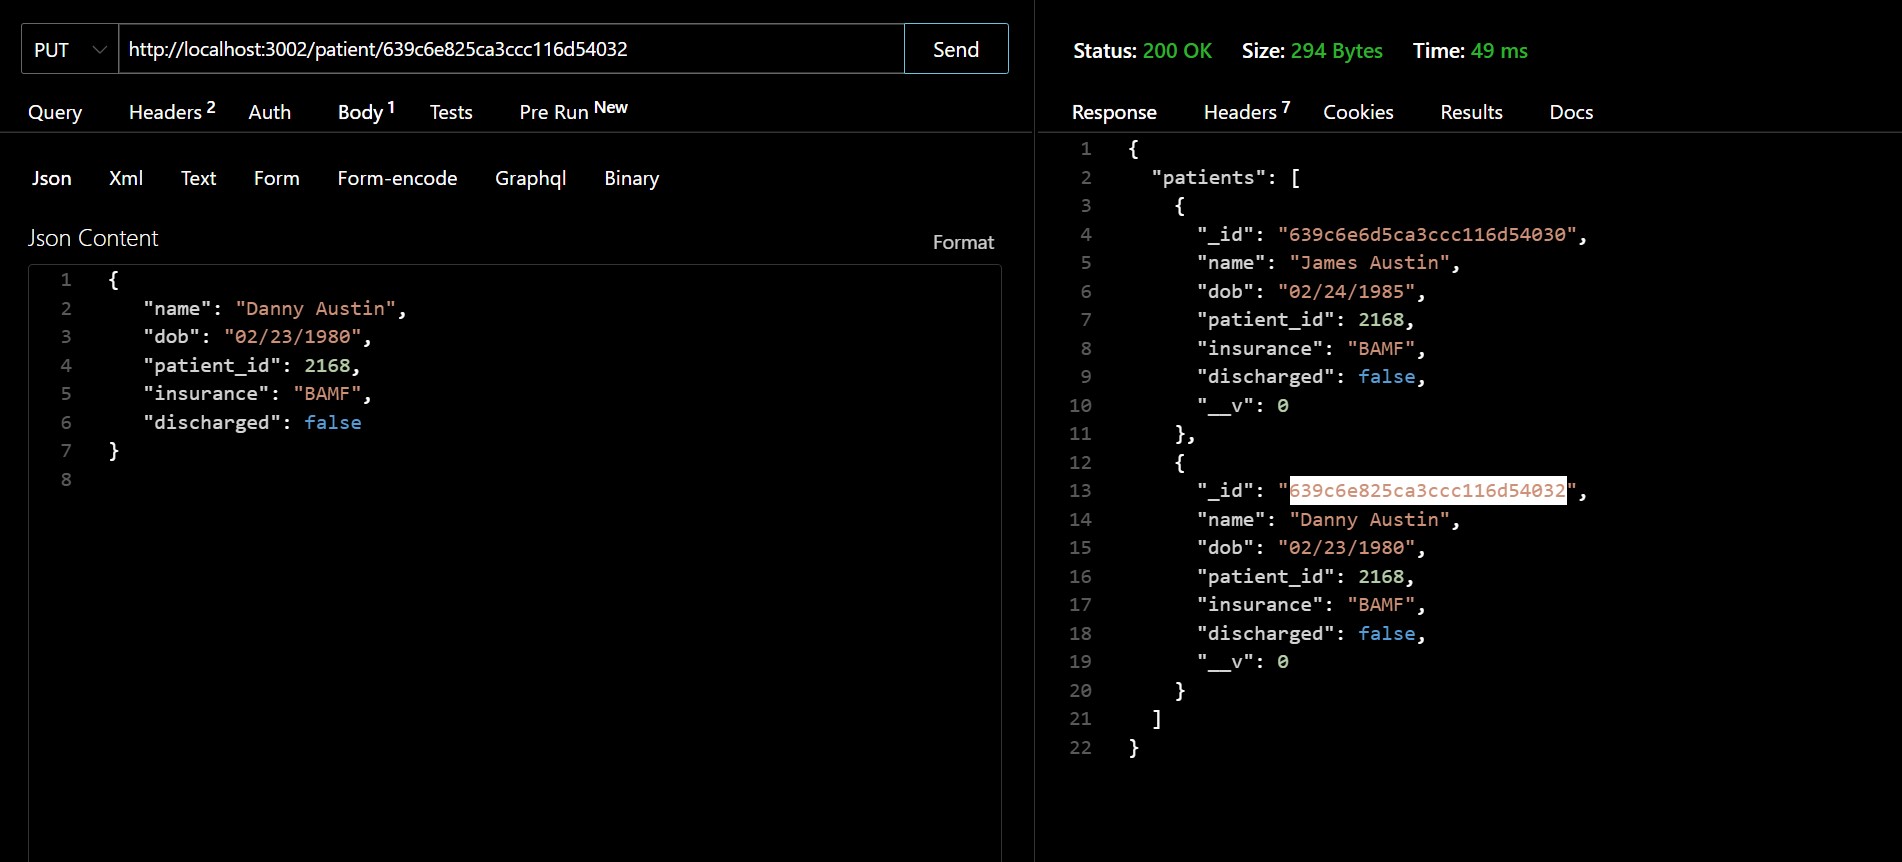 PUT http://localhost:3002/patient/639c6e825ca3ccc116d54032 Send
Query Headers 2 Auth Body 1 Tests Pre Run New
Json Xml Text Form Form-encode Graphql Binary
Json Content Format
1 {
2 "name": "Danny Austin",
3 "dob": "02/23/1980",
4 "patient_id": 2168,
5 "insurance": "BAMF",
6 "discharged": false
7 }
8
Status: 200 OK Size: 294 Bytes Time: 49 ms
Response Headers 7 Cookies Results Docs
1 {
2 "patients": [
3 {
4 "_id": "639c6e6d5ca3ccc116d54030",
5 "name": "James Austin",
6 "dob": "02/24/1985",
7 "patient_id": 2168,
8 "insurance": "BAMF",
9 "discharged": false,
10 "__v": 0
11 },
12 {
13 "_id": "639c6e825ca3ccc116d54032",
14 "name": "Danny Austin",
15 "dob": "02/23/1980",
16 "patient_id": 2168,
17 "insurance": "BAMF",
18 "discharged": false,
19 "__v": 0
20 }
21 ]
22 }